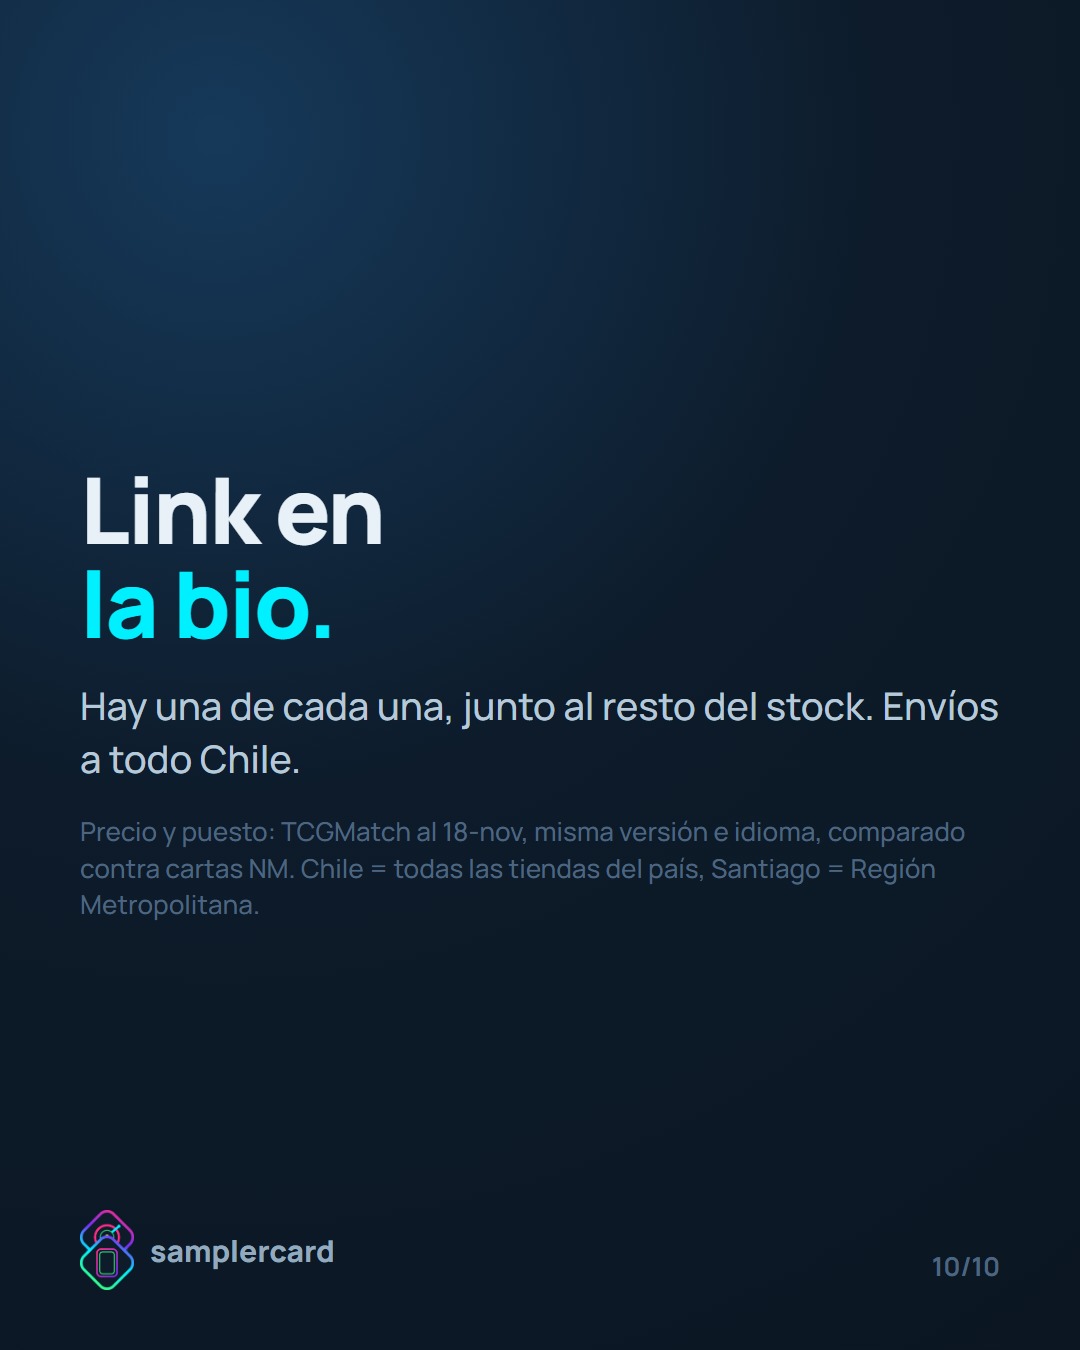 Link en
la bio.
Hay una de cada una, junto al resto del stock. Envíos
a todo Chile.
Precio y puesto: TCGMatch al 18-nov, misma versión e idioma, comparado
contra cartas NM. Chile = todas las tiendas del país, Santiago = Región
Metropolitana.
samplercard
10/10